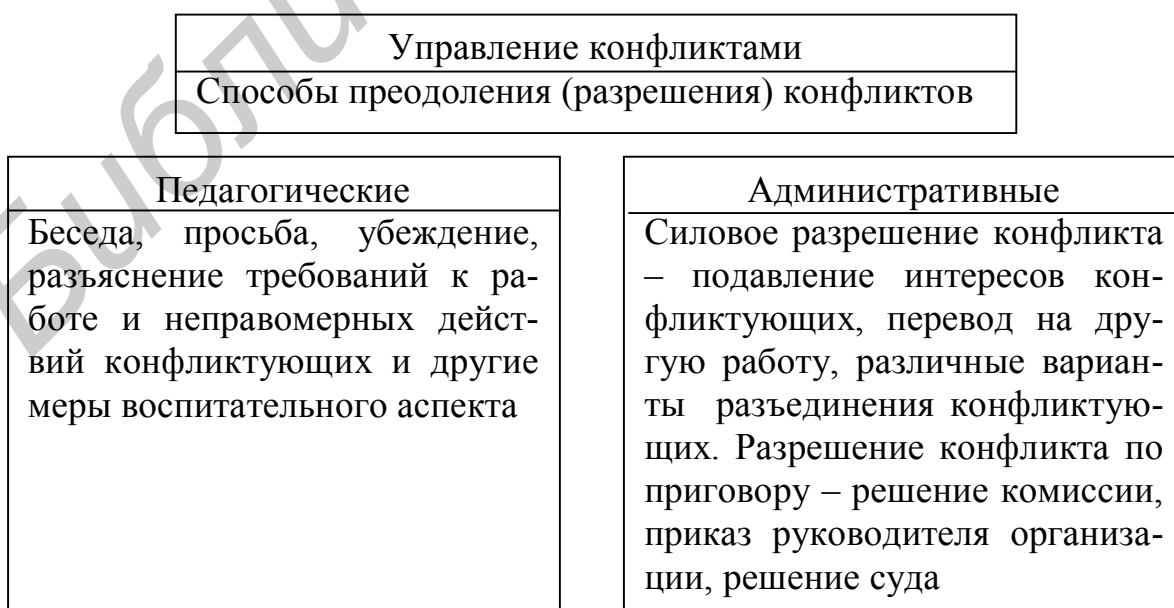 Управление конфликтами
Способы преодоления (разрешения) конфликтов
Педагогические
Беседа, просьба, убеждение,
разъяснение требований к ра-
боте и неправомерных дейст-
вий конфликтующих и другие
меры воспитательного аспекта
Административные
Силовое разрешение конфликта
– подавление интересов кон-
фликтующих, перевод на дру-
гую работу, различные вариан-
ты разъединения конфликтую-
щих. Разрешение конфликта по
приговору – решение комиссии,
приказ руководителя организа-
ции, решение суда
Библи